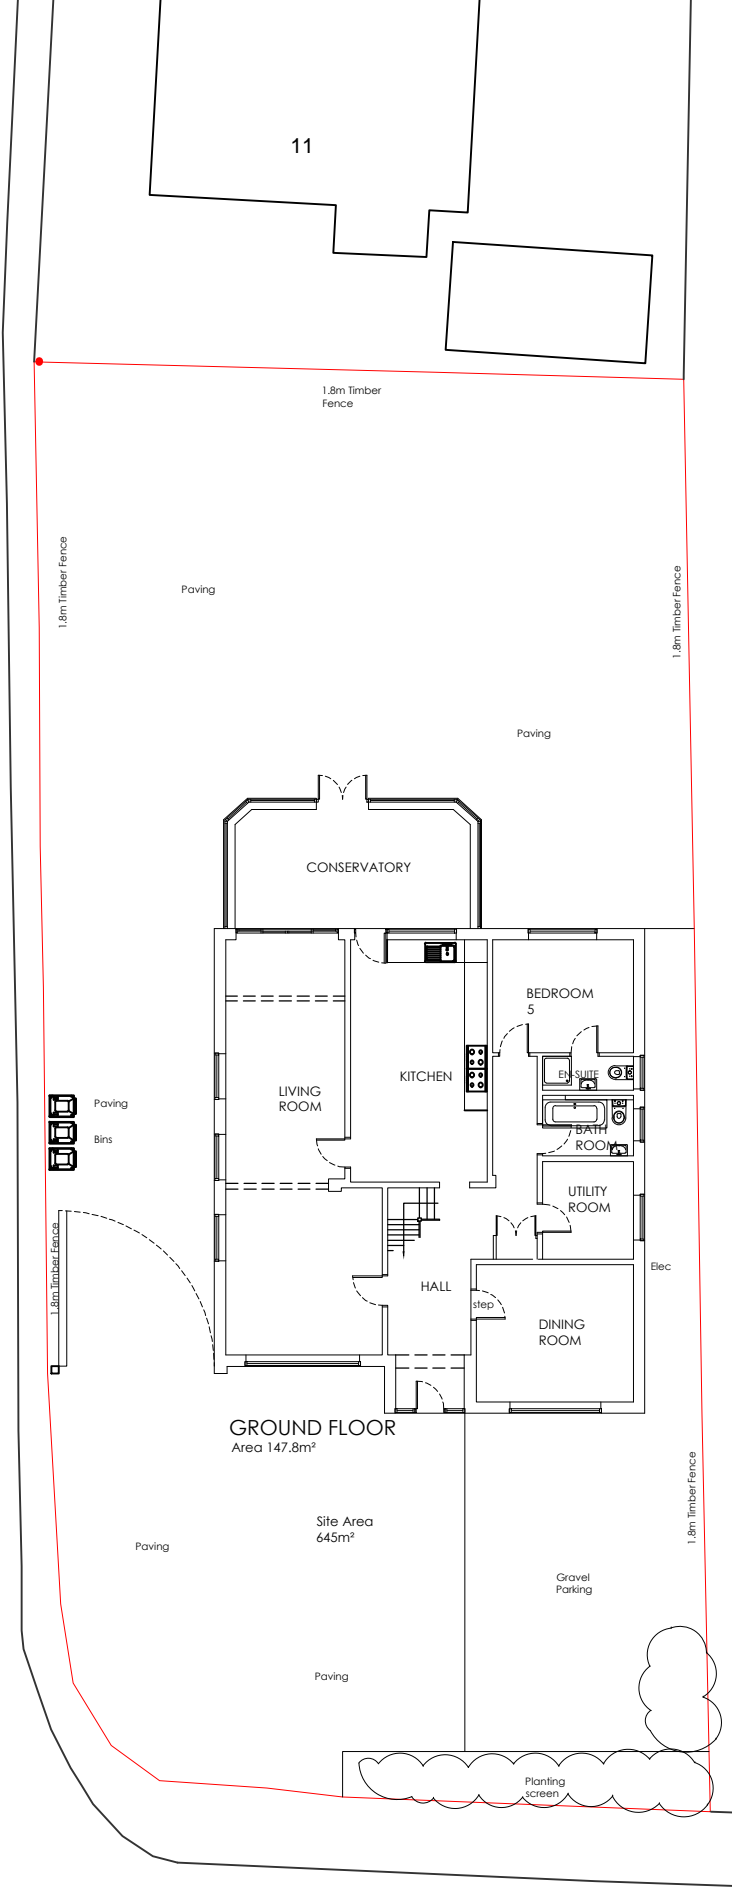 11
1.8m Timber
Fence
1.8m Timber Fence
1.8m Timber Fence
Paving
Paving
CONSERVATORY
BEDROOM
5
KITCHEN
EN-SUITE
LIVING
ROOM
Paving
Bins
BATH
ROOM
UTILITY
ROOM
1.8m Timber Fence
Elec
HALL
step
DINING
ROOM
GROUND FLOOR
Area 147.8m²
Site Area
645m²
1.8m Timber Fence
Paving
Gravel
Parking
Paving
Planting
screen